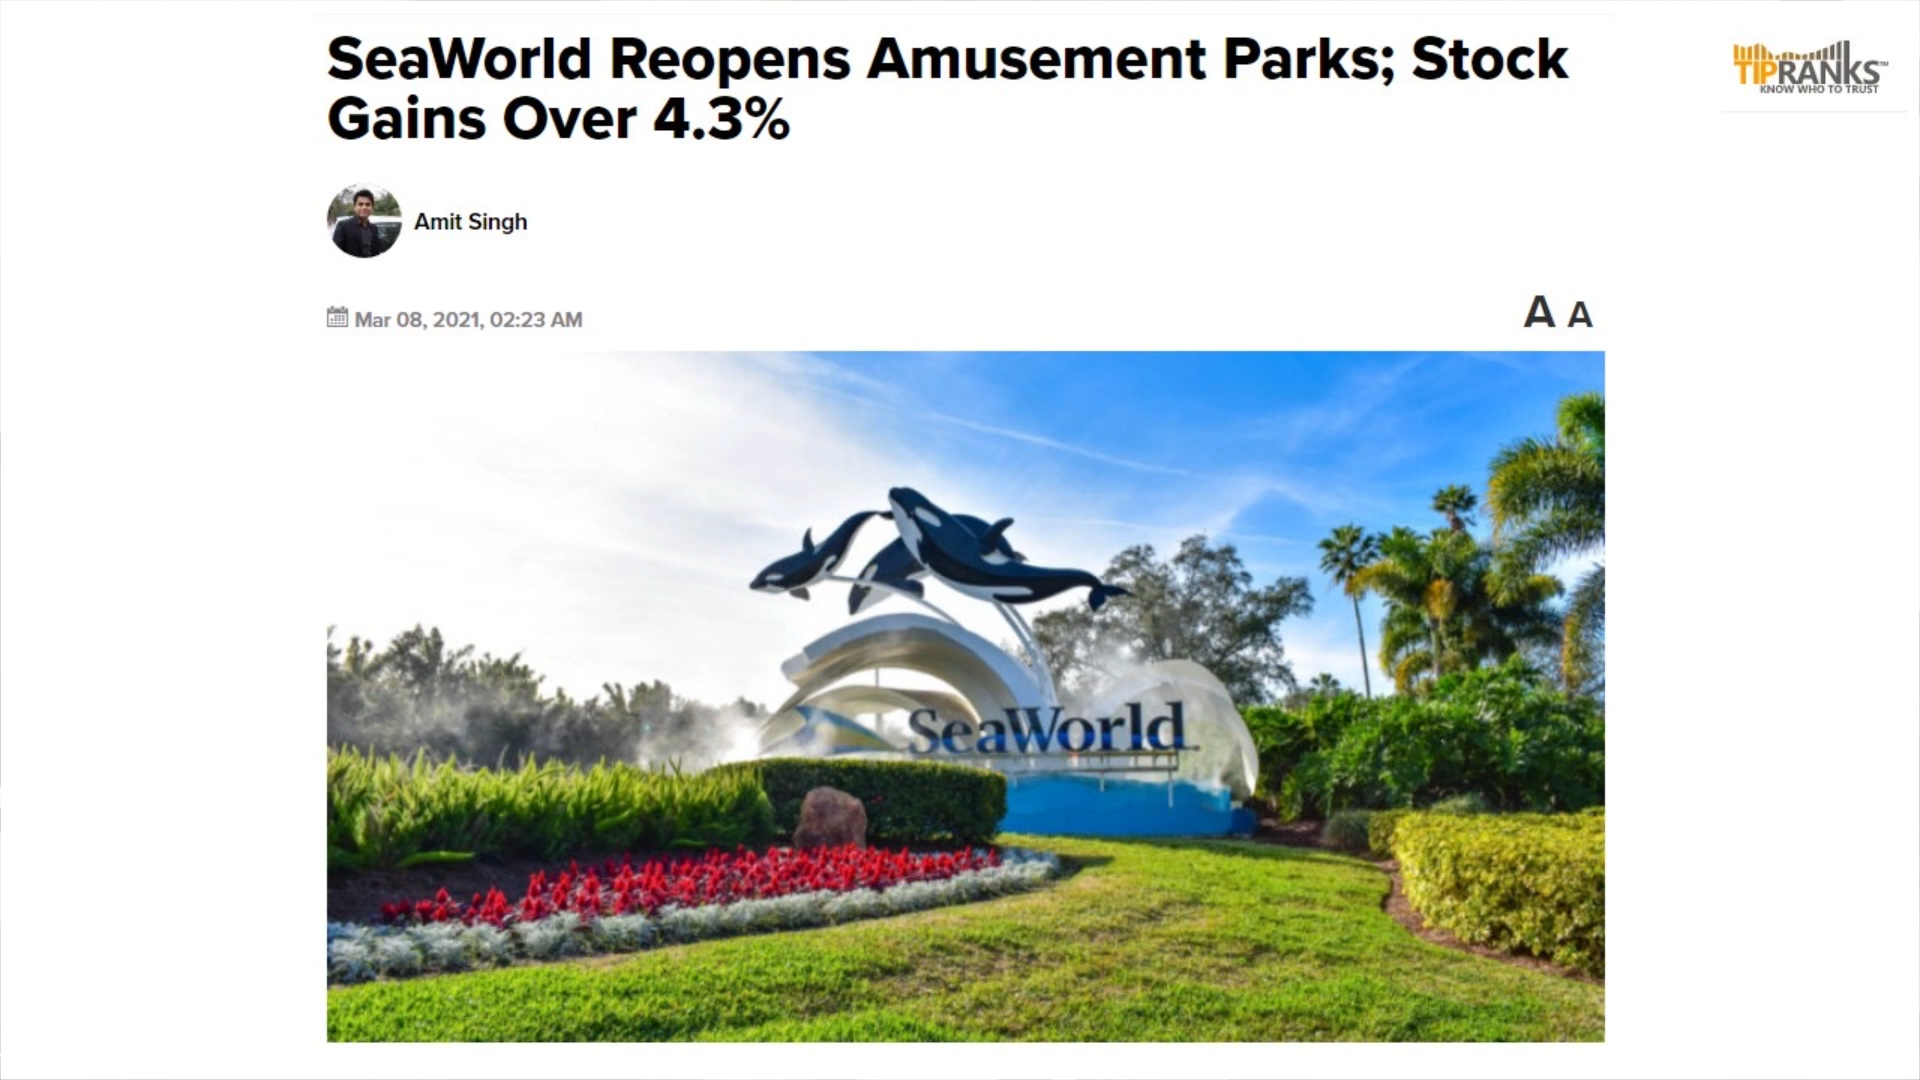 SeaWorld Reopens Amusement Parks; Stock
Gains Over 4.3%
TIPRANKS™
KNOW WHO TO TRUST
Amit Singh
Mar 08, 2021, 02:23 AM
A A
SeaWorld